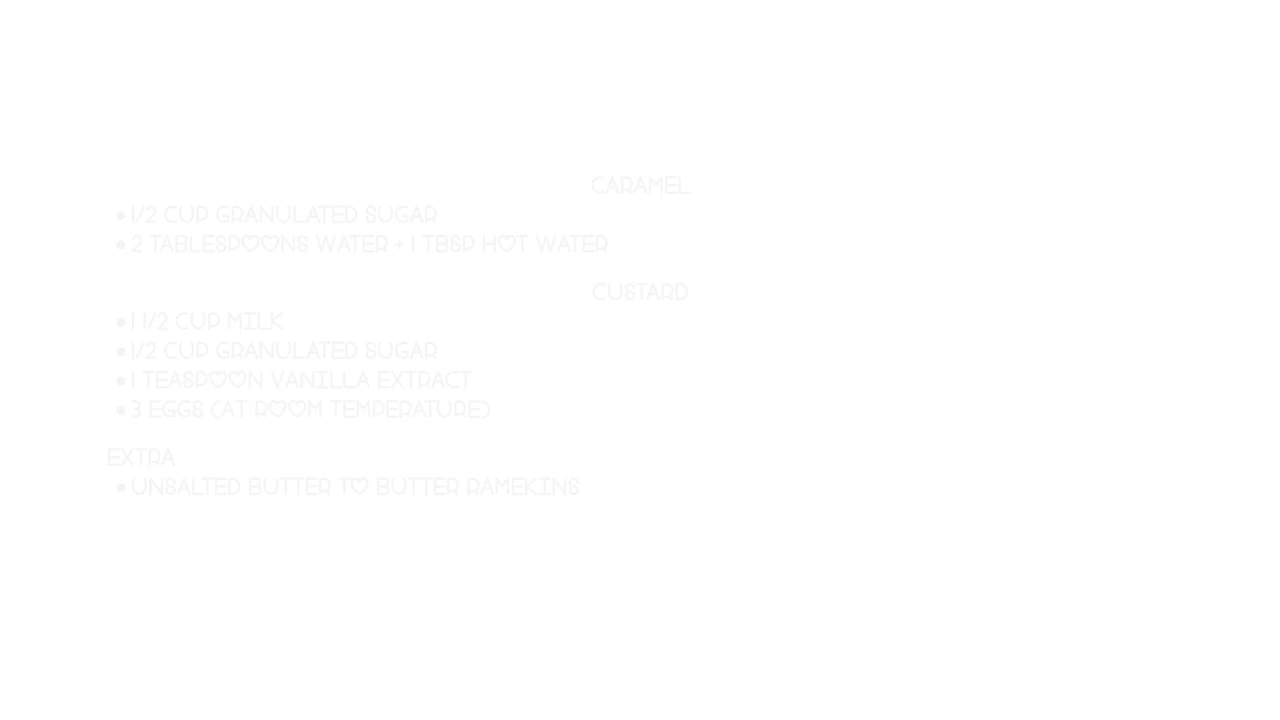 CARAMEL
• 1/2 CUP GRANULATED SUGAR
• 2 TABLESPOONS WATER + 1 TBSP HOT WATER
CUSTARD
• 1 1/2 CUP MILK
• 1/2 CUP GRANULATED SUGAR
• 1 TEASPOON VANILLA EXTRACT
• 3 EGGS (AT ROOM TEMPERATURE)
EXTRA
• UNSALTED BUTTER TO BUTTER RAMEKINS